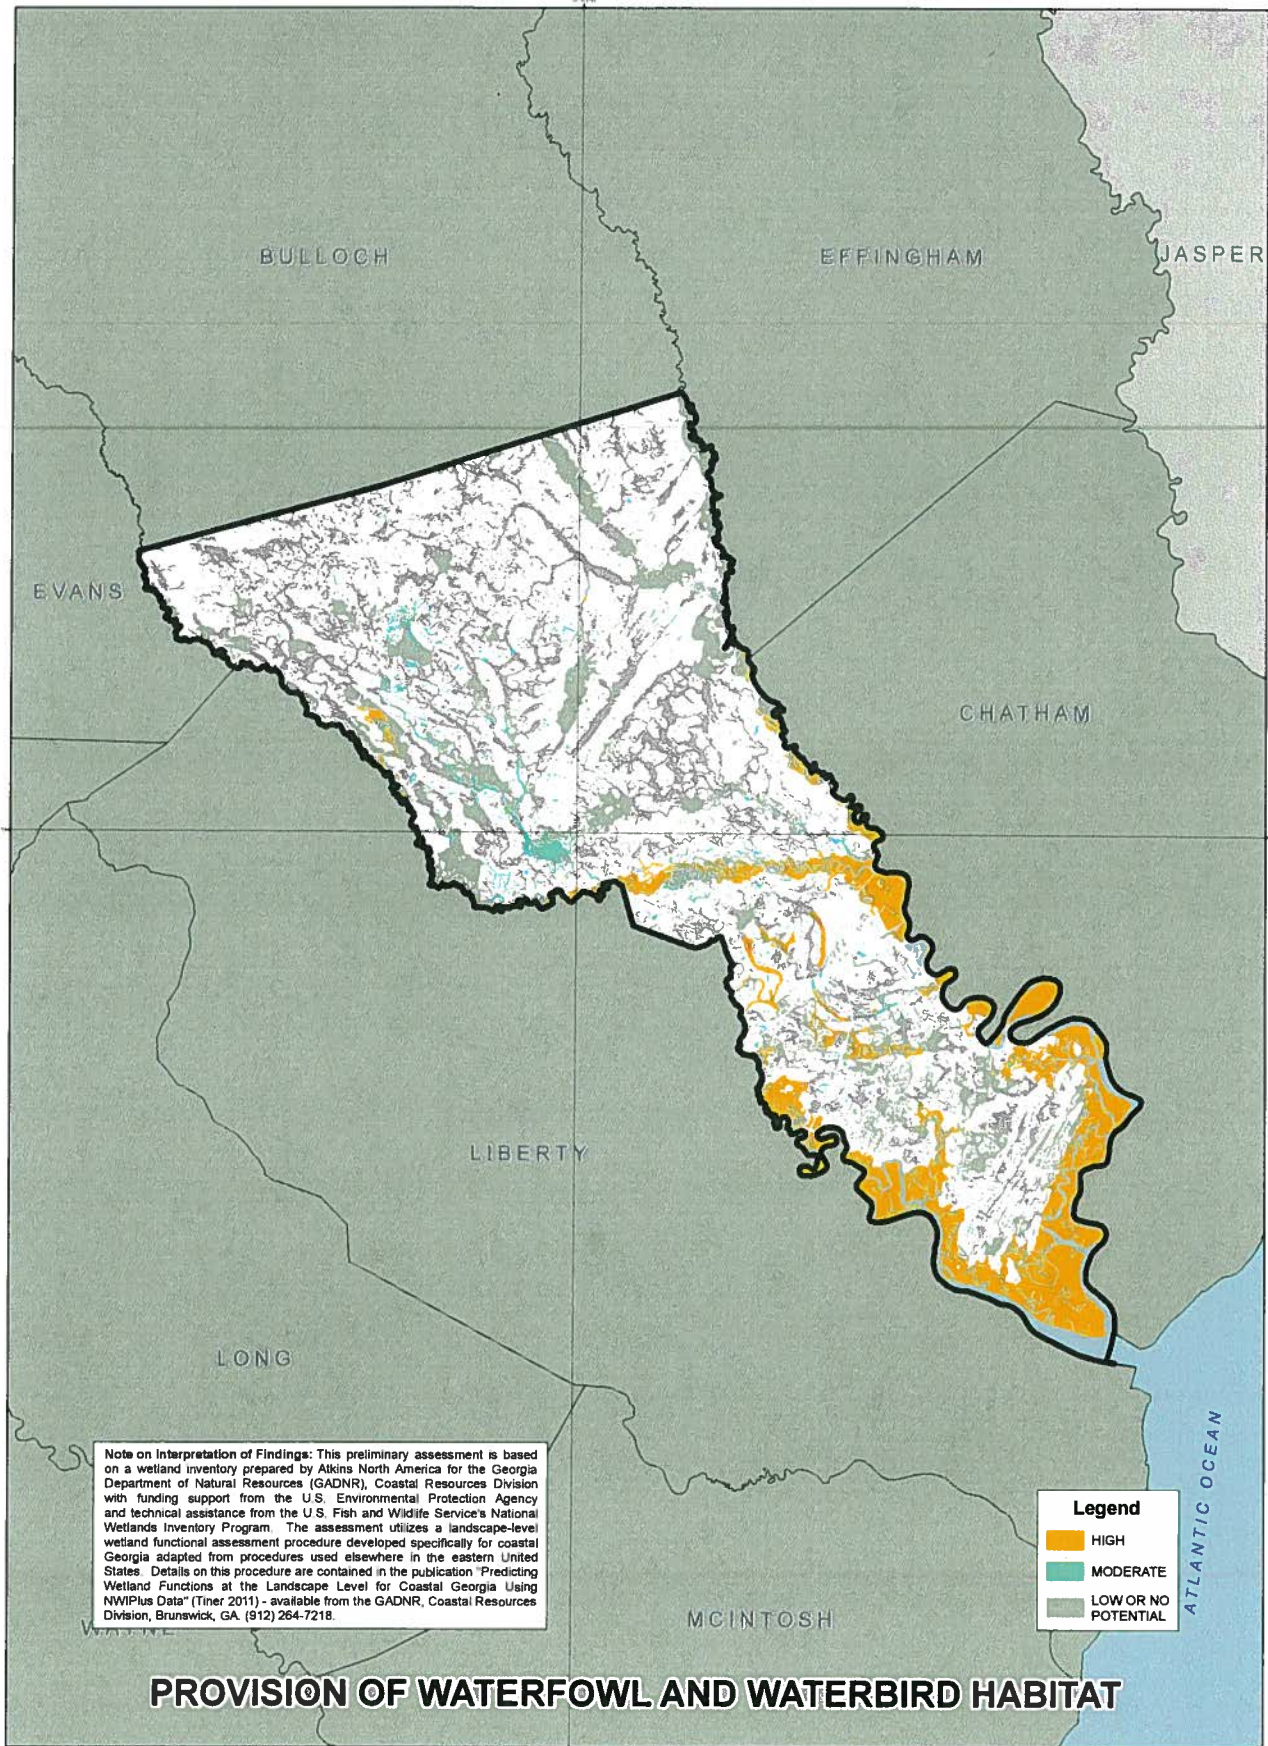 BULLOCH
EFFINGHAM
JASPER
EVANS
CHATHAM
LIBERTY
LONG
Note on Interpretation of Findings: This preliminary assessment is based
on a wetland inventory prepared by Atkins North America for the Georgia
Department of Natural Resources (GADNR), Coastal Resources Division
with funding support from the U.S. Environmental Protection Agency
and technical assistance from the U.S. Fish and Wildlife Service's National
Wetlands Inventory Program. The assessment utilizes a landscape-level
wetland functional assessment procedure developed specifically for coastal
Georgia adapted from procedures used elsewhere in the eastern United
States. Details on this procedure are contained in the publication "Predicting
Wetland Functions at the Landscape Level for Coastal Georgia Using
NWIPlus Data" (Tiner 2011) - available from the GADNR, Coastal Resources
Division, Brunswick, GA. (912) 264-7218.
Legend
HIGH
MODERATE
LOW OR NO
POTENTIAL
ATLANTIC OCEAN
WAYNE
MCINTOSH
PROVISION OF WATERFOWL AND WATERBIRD HABITAT